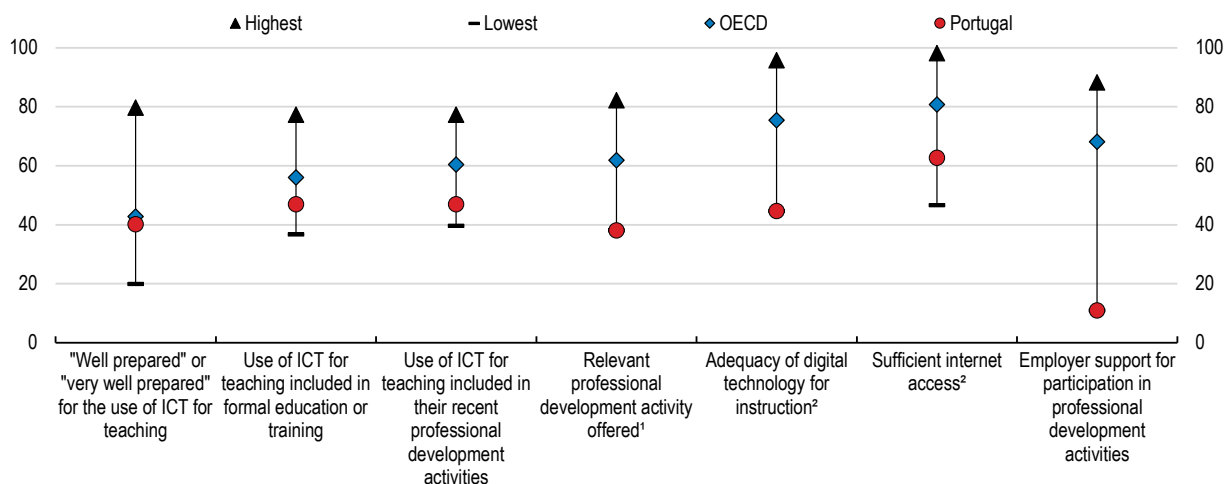 Highest Lowest OECD Portugal
100 100
80 80
60 60
40 40
20 20
0 0
"Well prepared" or
"very well prepared"
for the use of ICT for
teaching
Use of ICT for
teaching included in
formal education or
training
Use of ICT for
teaching included in
their recent
professional
development
activities
Relevant
professional
development activity
offered¹
Adequacy of digital
technology for
instruction²
Sufficient internet
access²
Employer support for
participation in
professional
development
activities